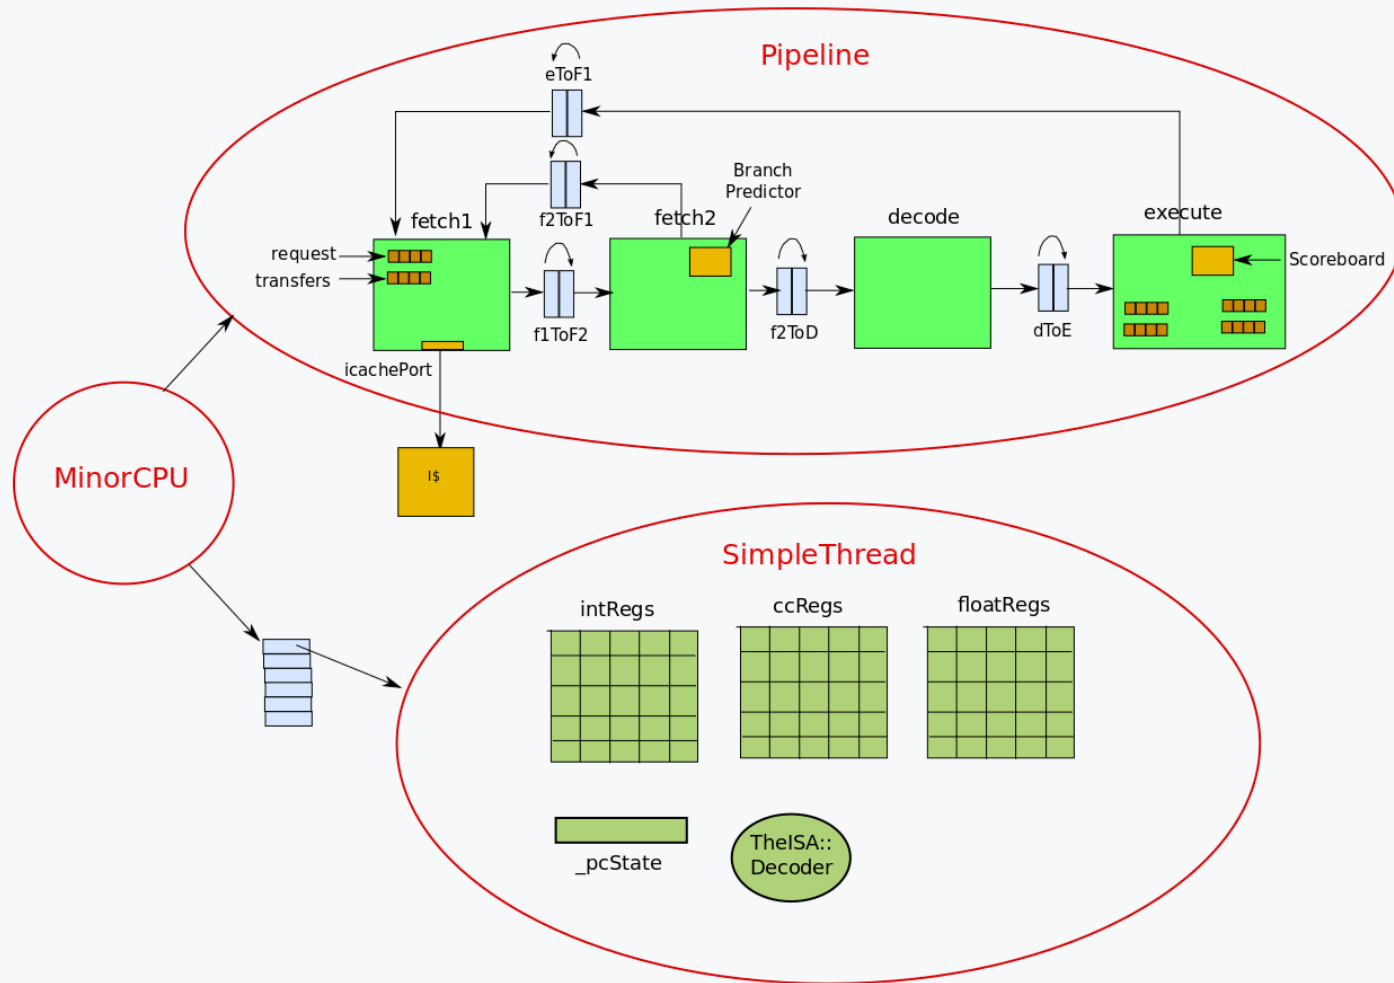 Pipeline
eToF1
Branch
Predictor
f2ToF1
fetch1
fetch2
decode
execute
request
transfers
Scoreboard
f1ToF2
f2ToD
dToE
icachePort
I$
MinorCPU
SimpleThread
intRegs
ccRegs
floatRegs
_pcState
TheISA::
Decoder